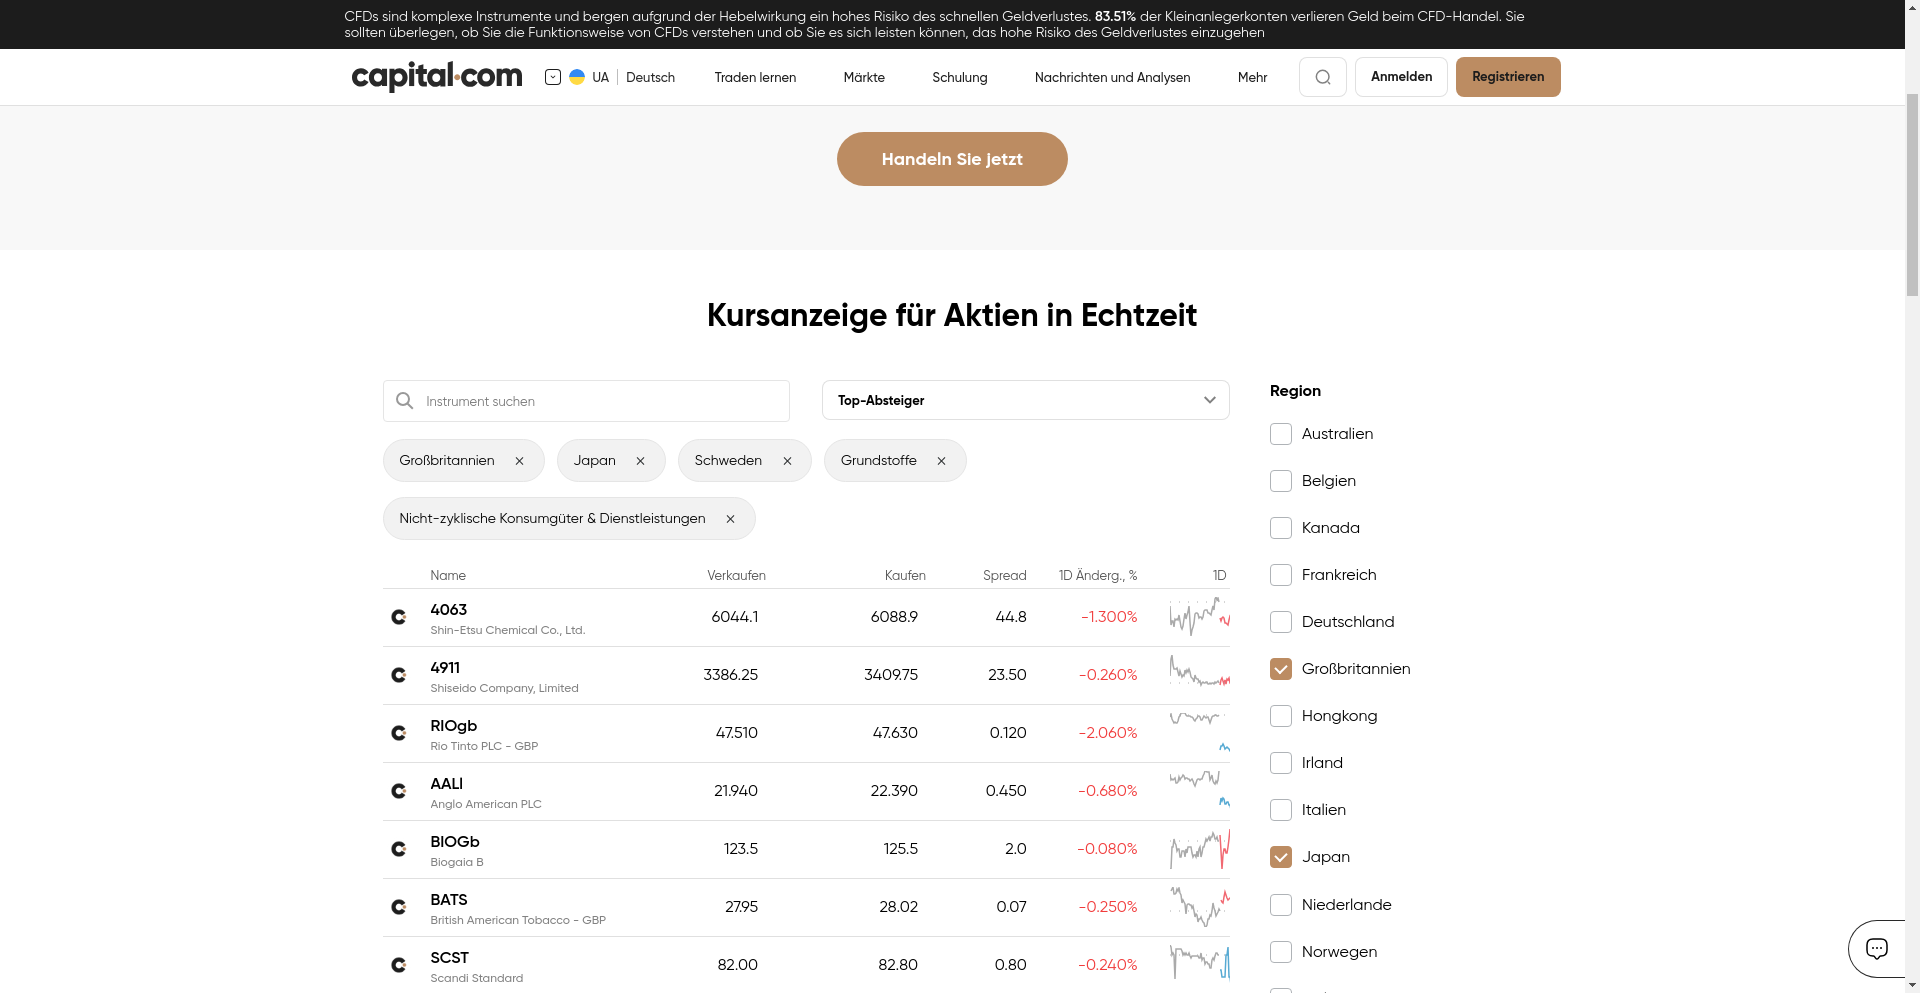 CFDs sind komplexe Instrumente und bergen aufgrund der Hebelwirkung ein hohes Risiko des schnellen Geldverlustes. 83.51% der Kleinanlegerkonten verlieren Geld beim CFD-Handel. Sie
sollten überlegen, ob Sie die Funktionsweise von CFDs verstehen und ob Sie es sich leisten können, das hohe Risiko des Geldverlustes einzugehen
capital.com UA Deutsch Traden lernen Märkte Schulung Nachrichten und Analysen Mehr Anmelden Registrieren
Handeln Sie jetzt
Kursanzeige für Aktien in Echtzeit
Instrument suchen
Top-Absteiger
Großbritannien Japan Schweden Grundstoffe
Nicht-zyklische Konsumgüter & Dienstleistungen
Name Verkaufen Kaufen Spread 1D Änderg., % 1D
4063 6044.1 6088.9 44.8 -1.300%
Shin-Etsu Chemical Co., Ltd.
4911 3386.25 3409.75 23.50 -0.260%
Shiseido Company, Limited
RIOgb 47.510 47.630 0.120 -2.060%
Rio Tinto PLC - GBP
AALl 21.940 22.390 0.450 -0.680%
Anglo American PLC
BIOGb 123.5 125.5 2.0 -0.080%
Biogaia B
BATS 27.95 28.02 0.07 -0.250%
British American Tobacco - GBP
SCST 82.00 82.80 0.80 -0.240%
Scandi Standard
Region
Australien
Belgien
Kanada
Frankreich
Deutschland
Großbritannien
Hongkong
Irland
Italien
Japan
Niederlande
Norwegen